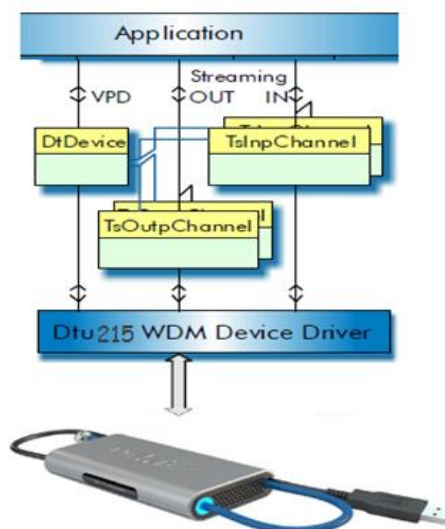 Application
Streaming
VPD OUT IN
DtDevice
TsInpChannel
TsOutpChannel
Dtu215 WDM Device Driver